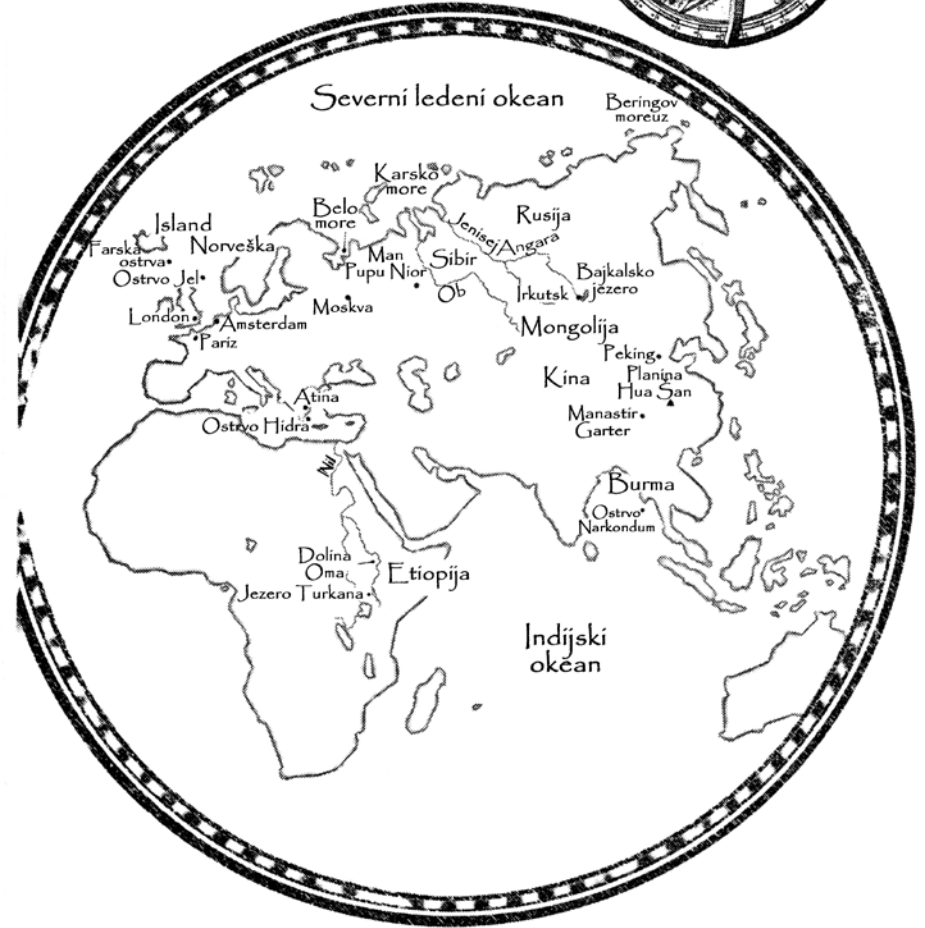 Severni ledeni okean
Beringov
moreuz
Karsko
more
Belo
more
Island
Farska
ostrva
Norveška
Ostrvo Jel
Man
Pupu Nior
Jenisej
Angara
Rusija
Sibir
Ob
Bajkalsko
jezero
Irkutsk
Moskva
London
Amsterdam
Pariz
Mongolija
Peking
Kina
Planina
Hua San
Manastir
Garter
Atina
Ostrvo Hidra
Nil
Burma
Ostrvo
Narkondum
Dolina
Oma
Etiopija
Jezero Turkana
Indijski
okean